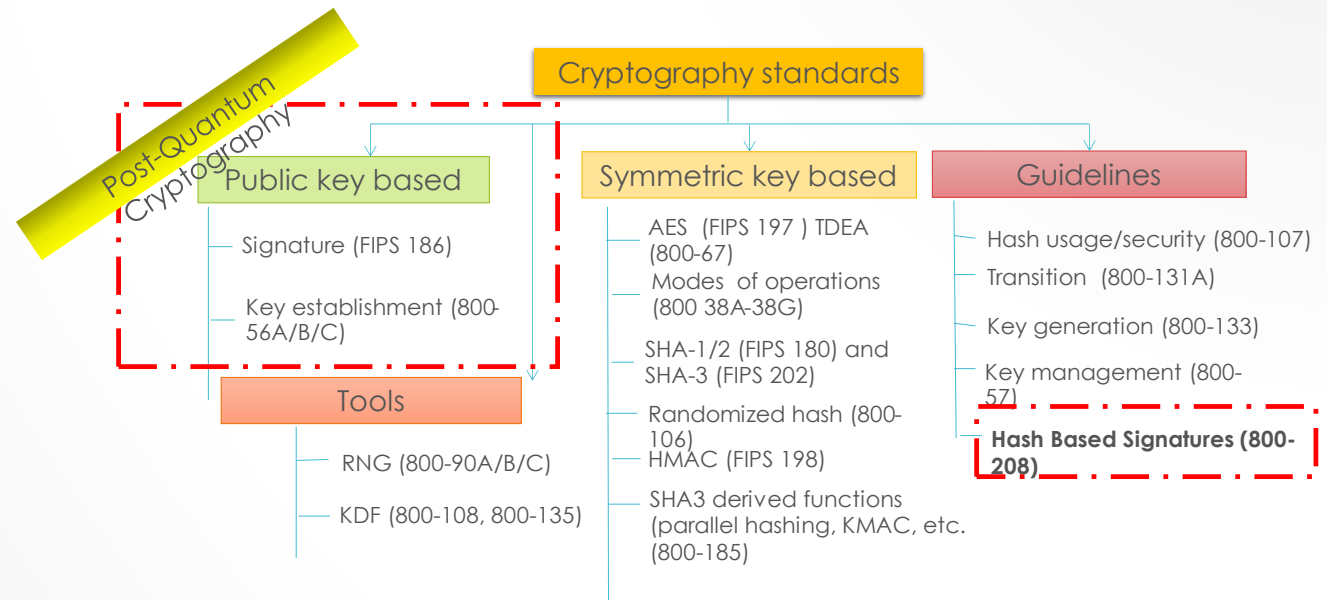 Cryptography standards
Post-Quantum
Cryptography
Public key based
Signature (FIPS 186)
Key establishment (800-
56A/B/C)
Tools
RNG (800-90A/B/C)
KDF (800-108, 800-135)
Symmetric key based
AES (FIPS 197 ) TDEA
(800-67)
Modes of operations
(800 38A-38G)
SHA-1/2 (FIPS 180) and
SHA-3 (FIPS 202)
Randomized hash (800-
106)
HMAC (FIPS 198)
SHA3 derived functions
(parallel hashing, KMAC, etc.
(800-185)
Guidelines
Hash usage/security (800-107)
Transition (800-131A)
Key generation (800-133)
Key management (800-
57)
Hash Based Signatures (800-
208)